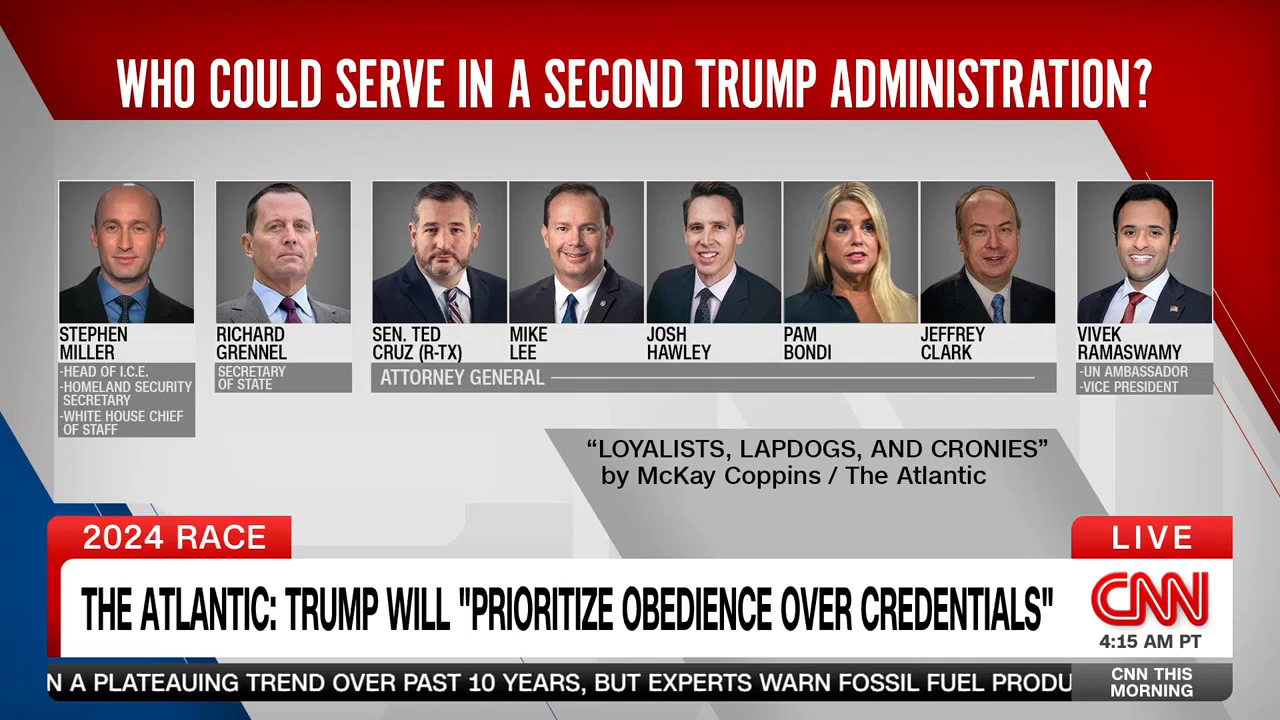 WHO COULD SERVE IN A SECOND TRUMP ADMINISTRATION?
STEPHEN
MILLER
-HEAD OF I.C.E.
-HOMELAND SECURITY
SECRETARY
-WHITE HOUSE CHIEF
OF STAFF
RICHARD
GRENNEL
SECRETARY
OF STATE
SEN. TED
CRUZ (R-TX)
MIKE
LEE
JOSH
HAWLEY
PAM
BONDI
JEFFREY
CLARK
ATTORNEY GENERAL
VIVEK
RAMASWAMY
-UN AMBASSADOR
-VICE PRESIDENT
“LOYALISTS, LAPDOGS, AND CRONIES”
by McKay Coppins / The Atlantic
2024 RACE
LIVE
THE ATLANTIC: TRUMP WILL "PRIORITIZE OBEDIENCE OVER CREDENTIALS"
CNN
4:15 AM PT
N A PLATEAUING TREND OVER PAST 10 YEARS, BUT EXPERTS WARN FOSSIL FUEL PRODU
CNN THIS
MORNING